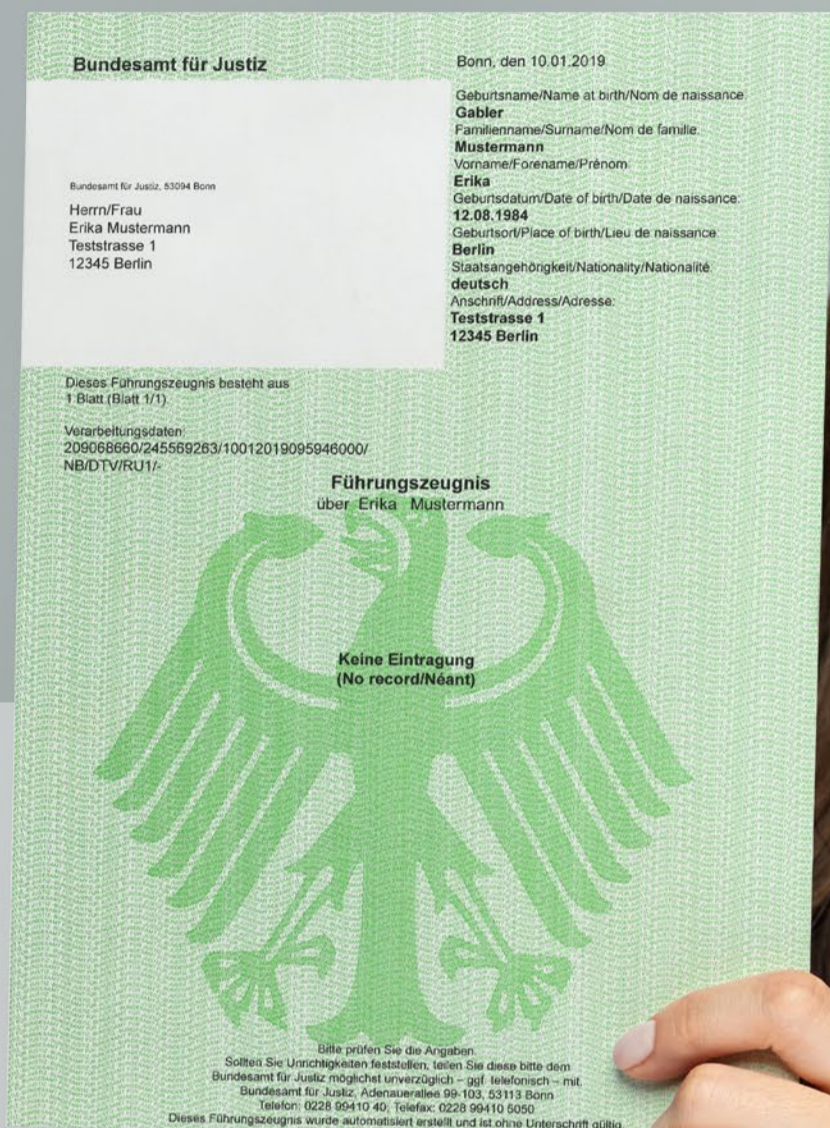 Bundesamt für Justiz
Bundesamt für Justiz, 53094 Bonn
Herrn/Frau
Erika Mustermann
Teststrasse 1
12345 Berlin
Bonn, den 10.01.2019
Geburtsname/Name at birth/Nom de naissance:
Gabler
Familienname/Surname/Nom de famille:
Mustermann
Vorname/Forename/Prénom:
Erika
Geburtsdatum/Date of birth/Date de naissance:
12.08.1984
Geburtsort/Place of birth/Lieu de naissance:
Berlin
Staatsangehörigkeit/Nationality/Nationalité:
deutsch
Anschrift/Address/Adresse:
Teststrasse 1
12345 Berlin
Dieses Führungszeugnis besteht aus
1 Blatt (Blatt 1/1).
Verarbeitungsdaten:
209068660/245569263/10012019095946000/
NB/DTV/RU1/-
Führungszeugnis
über Erika Mustermann
Keine Eintragung
(No record/Néant)
Bitte prüfen Sie die Angaben.
Sollten Sie Unrichtigkeiten feststellen, teilen Sie diese bitte dem
Bundesamt für Justiz möglichst unverzüglich – ggf. telefonisch – mit.
Bundesamt für Justiz, Adenauerallee 99-103, 53113 Bonn
Telefon: 0228 99410 40; Telefax: 0228 99410 5050
Dieses Führungszeugnis wurde automatisiert erstellt und ist ohne Unterschrift gültig.